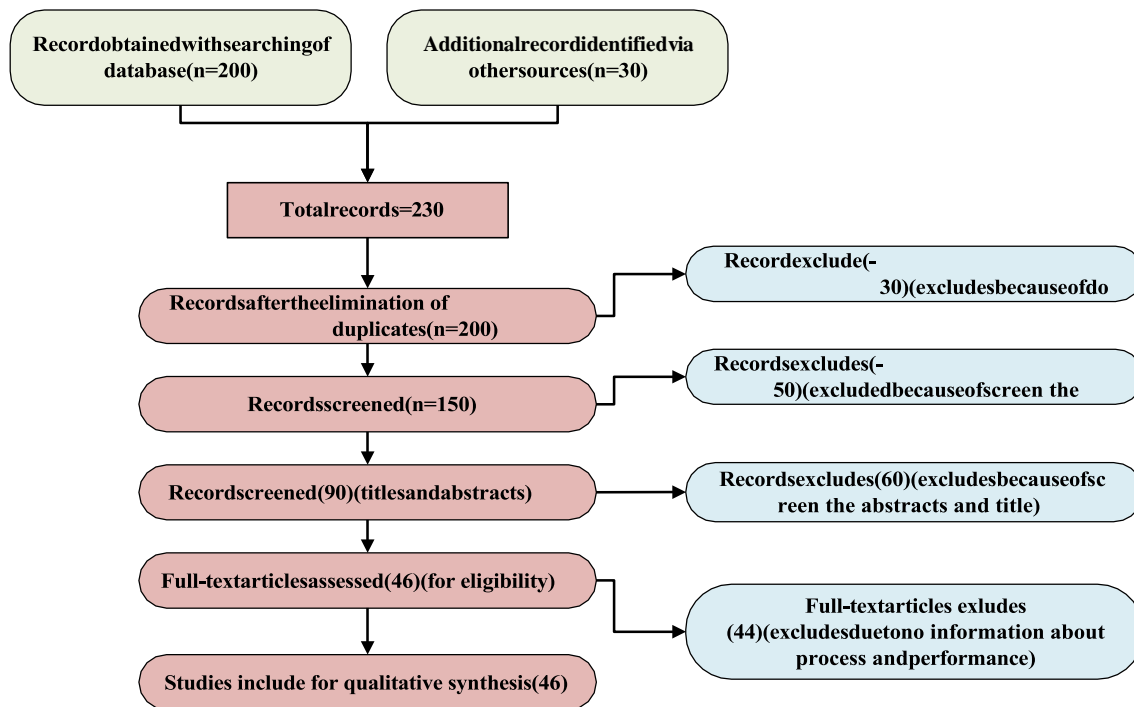 Recordobtainedwithsearchingof
database(n=200)
Additionalrecordidentifiedvia
othersources(n=30)
Totalrecords=230
Recordexclude(-
30)(excludesbecauseofdo
Recordsaftertheelimination of
duplicates(n=200)
Recordsexcludes(-
50)(excludedbecauseofscreen the
Recordsscreened(n=150)
Recordscreened(90)(titlesandabstracts)
Recordsexcludes(60)(excludesbecauseofsc
reen the abstracts and title)
Full-textarticlesassessed(46)(for eligibility)
Full-textarticles exludes
(44)(excludesduetono information about
process andperformance)
Studies include for qualitative synthesis(46)